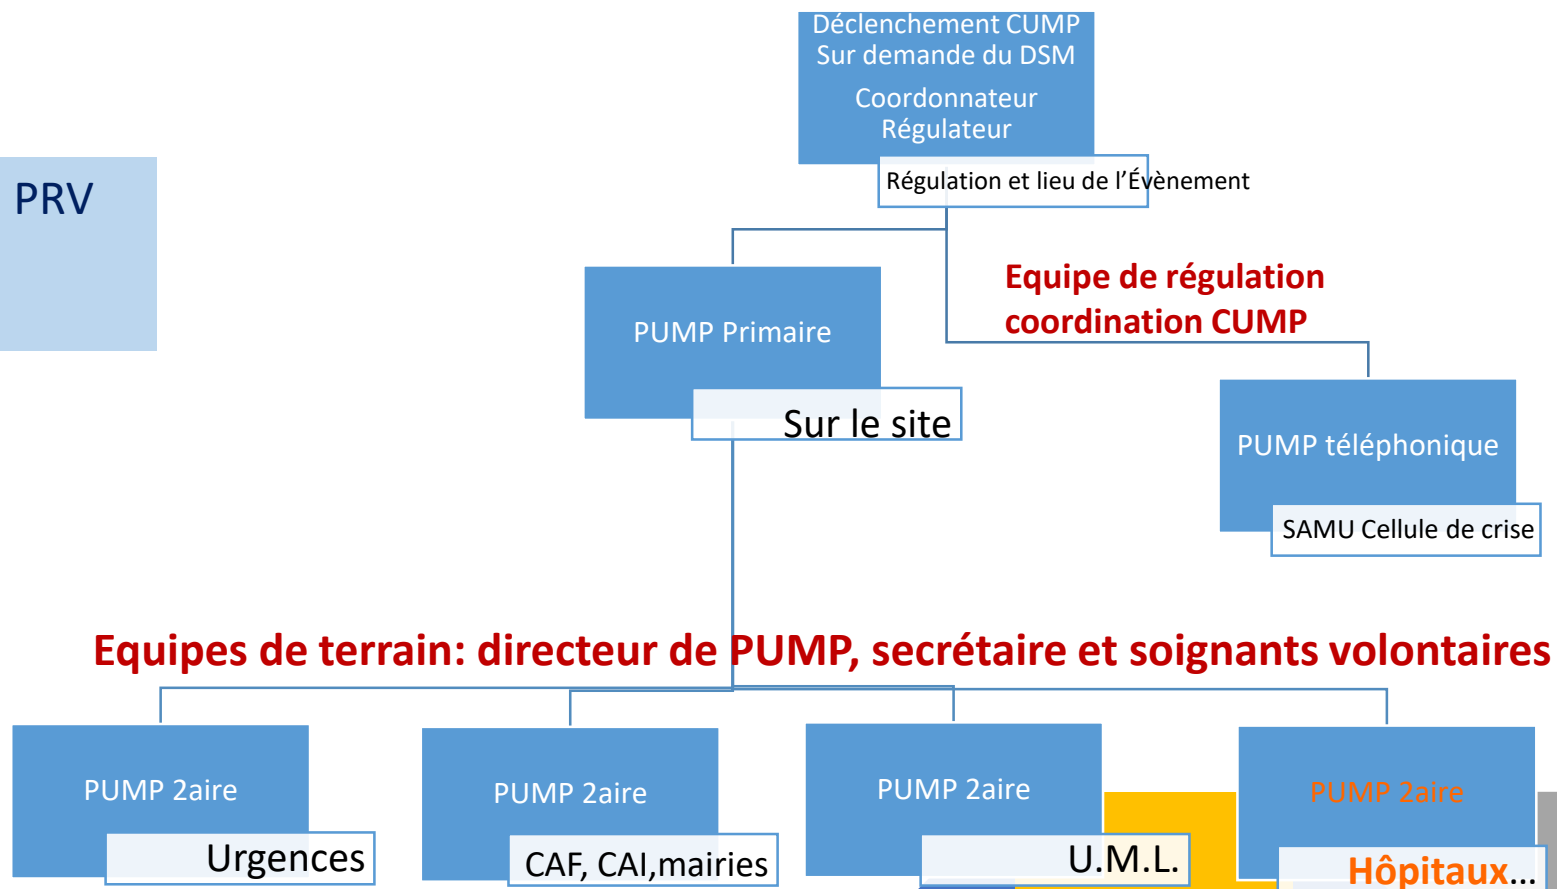 Déclenchement CUMP
Sur demande du DSM
Coordonnateur
Régulateur
Régulation et lieu de l'Évènement
PRV
Equipe de régulation
coordination CUMP
PUMP Primaire
Sur le site
PUMP téléphonique
SAMU Cellule de crise
Equipes de terrain: directeur de PUMP, secrétaire et soignants volontaires
PUMP 2aire
Urgences
PUMP 2aire
CAF, CAI,mairies
PUMP 2aire
U.M.L.
PUMP 2aire
Hôpitaux...